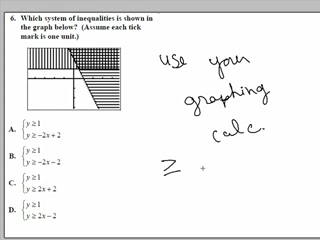 6. Which system of inequalities is shown in
the graph below? (Assume each tick
mark is one unit.)
A. { y ≥ 1
y ≥ −2x + 2
B. { y ≥ 1
y ≥ −2x − 2
C. { y ≥ 1
y ≥ 2x + 2
D. { y ≥ 1
y ≥ 2x − 2
use your
graphing
calc.
≥